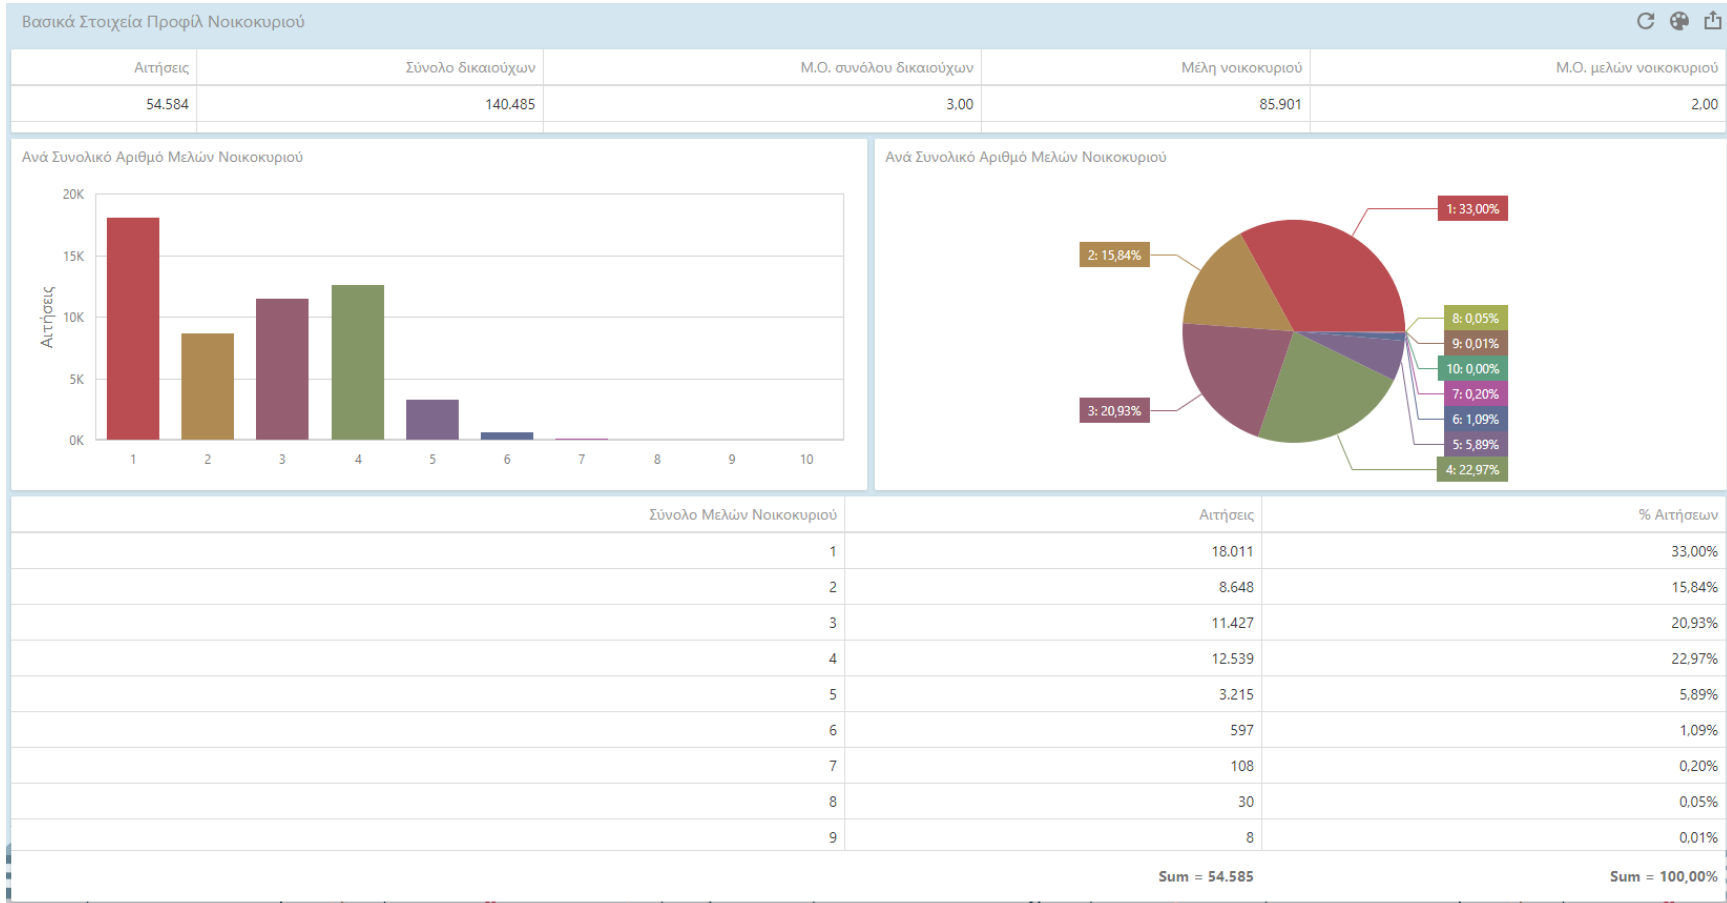 Βασικά Στοιχεία Προφίλ Νοικοκυριού
Αιτήσεις Σύνολο δικαιούχων Μ.Ο. συνόλου δικαιούχων Μέλη νοικοκυριού Μ.Ο. μελών νοικοκυριού
54.584 140.485 3,00 85.901 2,00
Ανά Συνολικό Αριθμό Μελών Νοικοκυριού
Αιτήσεις
20K
15K
10K
5K
0K
1 2 3 4 5 6 7 8 9 10
Ανά Συνολικό Αριθμό Μελών Νοικοκυριού
1: 33,00%
2: 15,84%
8: 0,05%
9: 0,01%
10: 0,00%
7: 0,20%
3: 20,93%
6: 1,09%
5: 5,89%
4: 22,97%
Σύνολο Μελών Νοικοκυριού Αιτήσεις % Αιτήσεων
1 18.011 33,00%
2 8.648 15,84%
3 11.427 20,93%
4 12.539 22,97%
5 3.215 5,89%
6 597 1,09%
7 108 0,20%
8 30 0,05%
9 8 0,01%
Sum = 54.585 Sum = 100,00%